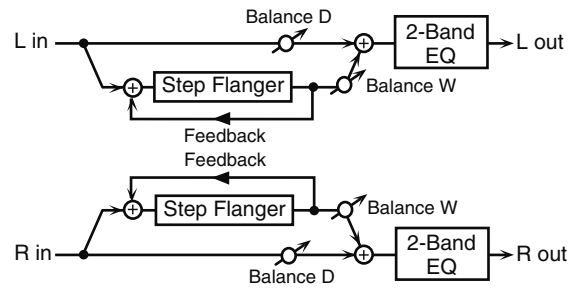 Balance D
L in
2-Band
EQ
L out
Step Flanger
Balance W
Feedback
Feedback
Step Flanger
Balance W
R in
2-Band
EQ
R out
Balance D